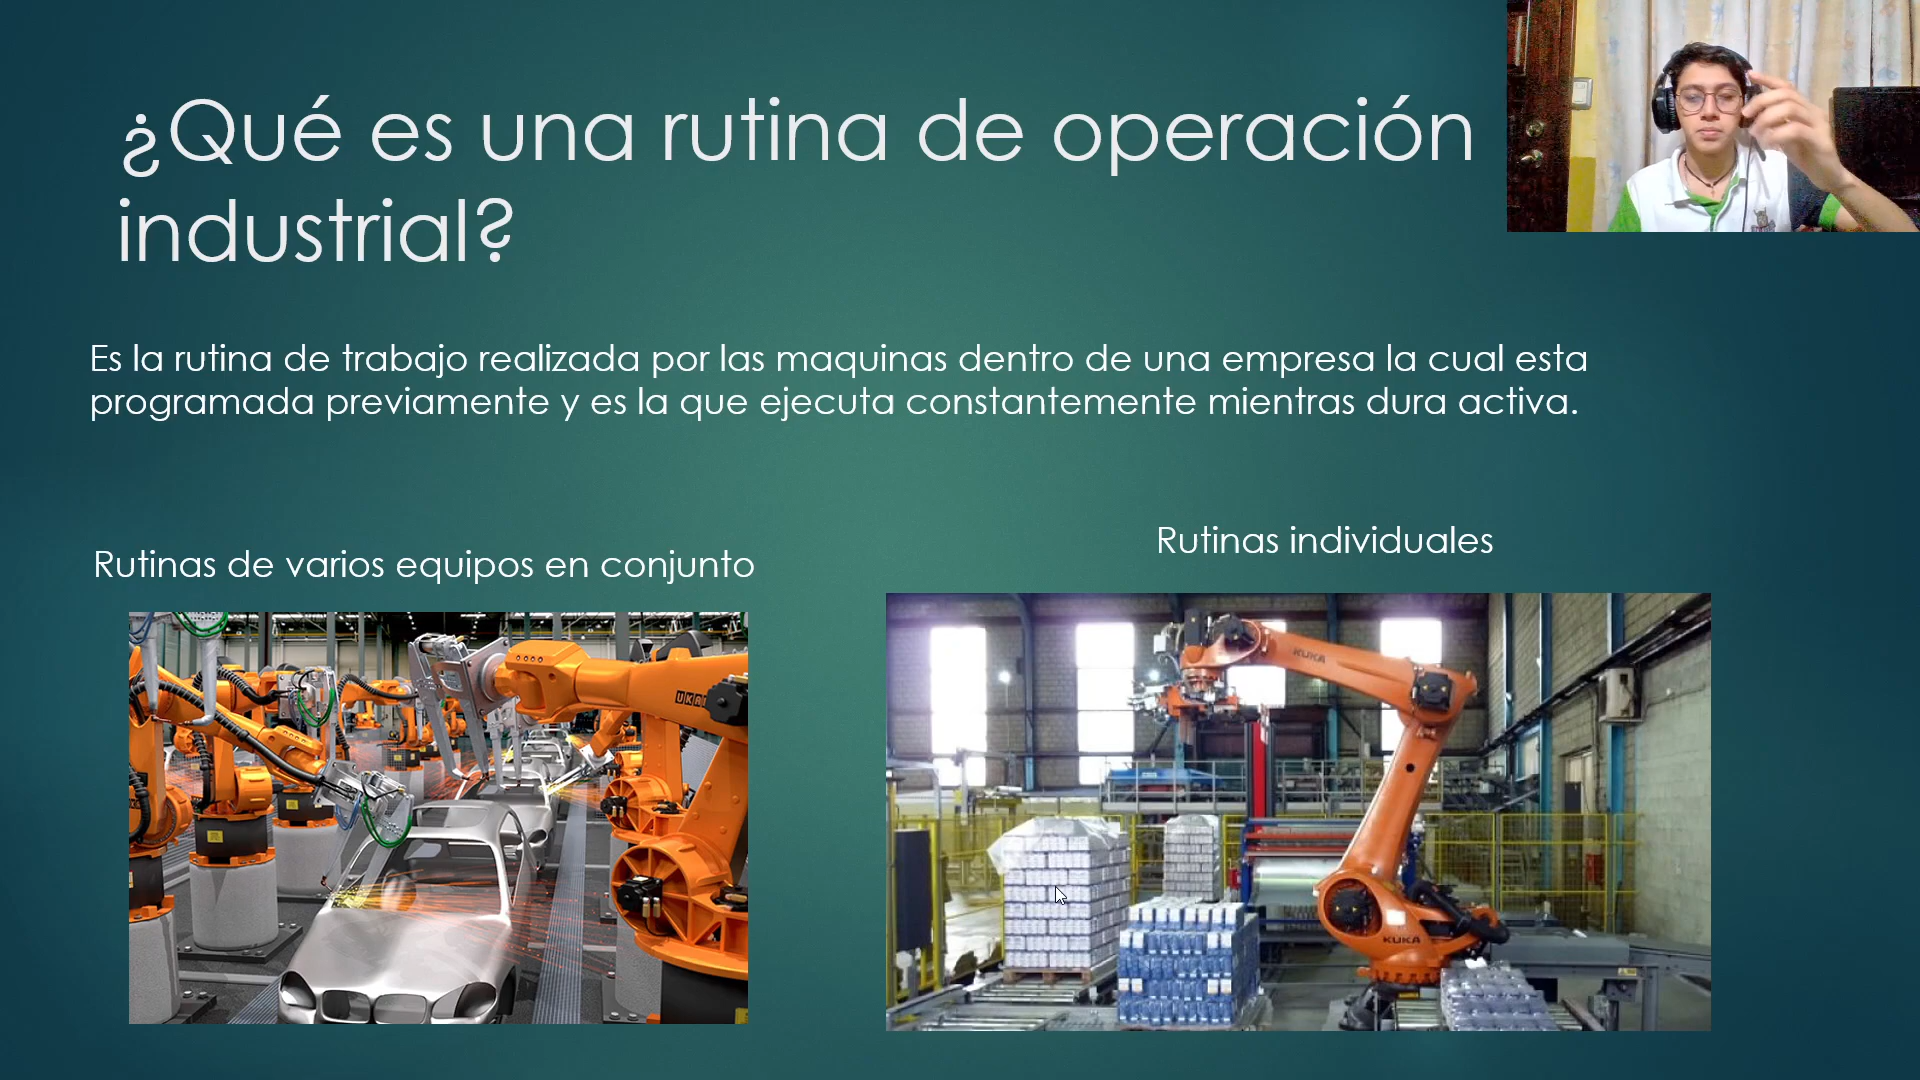 ¿Qué es una rutina de operación
industrial?
Es la rutina de trabajo realizada por las maquinas dentro de una empresa la cual esta
programada previamente y es la que ejecuta constantemente mientras dura activa.
Rutinas de varios equipos en conjunto
Rutinas individuales
KUKA
KUKA